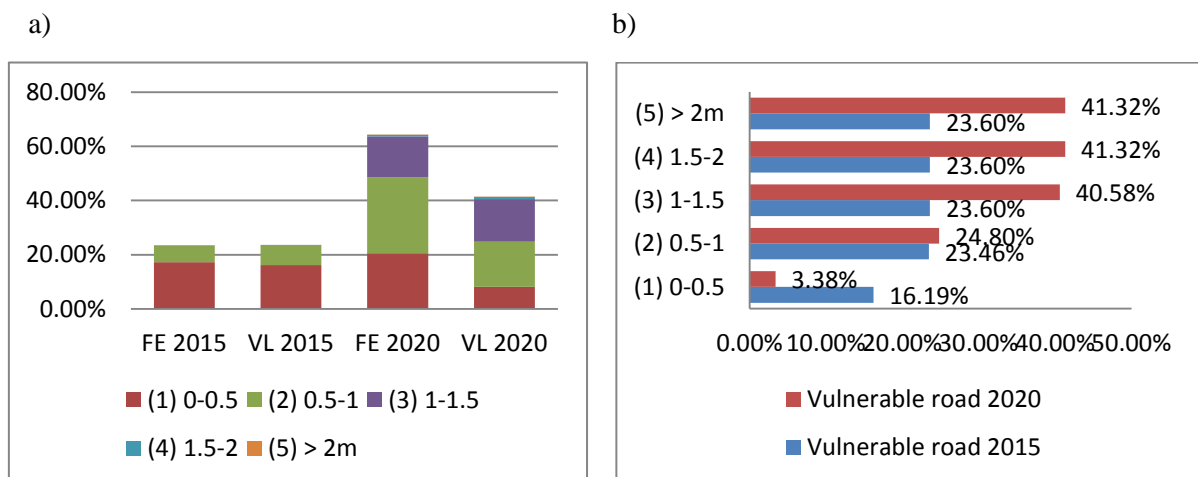 a)
80.00%
60.00%
40.00%
20.00%
0.00%
FE 2015 VL 2015 FE 2020 VL 2020
(1) 0-0.5 (2) 0.5-1 (3) 1-1.5
(4) 1.5-2 (5) > 2m
b)
(5) > 2m 41.32%
23.60%
(4) 1.5-2 41.32%
23.60%
(3) 1-1.5 40.58%
23.60%
(2) 0.5-1 24.80%
23.46%
(1) 0-0.5 3.38%
16.19%
0.00% 10.00% 20.00% 30.00% 40.00% 50.00%
Vulnerable road 2020
Vulnerable road 2015